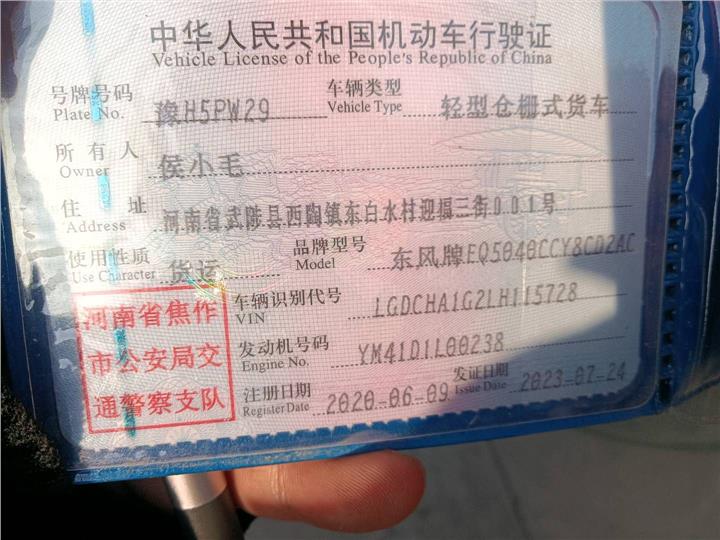 中华人民共和国机动车行驶证
Vehicle License of the People's Republic of China
号牌号码 豫H5PW29 车辆类型 轻型仓栅式货车
Plate No. Vehicle Type
所有人 侯小毛
Owner
住址 河南省武陟县西陶镇东白水村迎福三街001号
Address
使用性质 货运 品牌型号 东风牌EQ5040CCY8CD2AC
Use Character Model
河南省焦作
市公安局交
通警察支队
车辆识别代号 LGDCHA1G2LH115728
VIN
发动机号码 YM41D1L00238
Engine No.
注册日期 2020-06-09 发证日期 2023-07-24
Register Date Issue Date